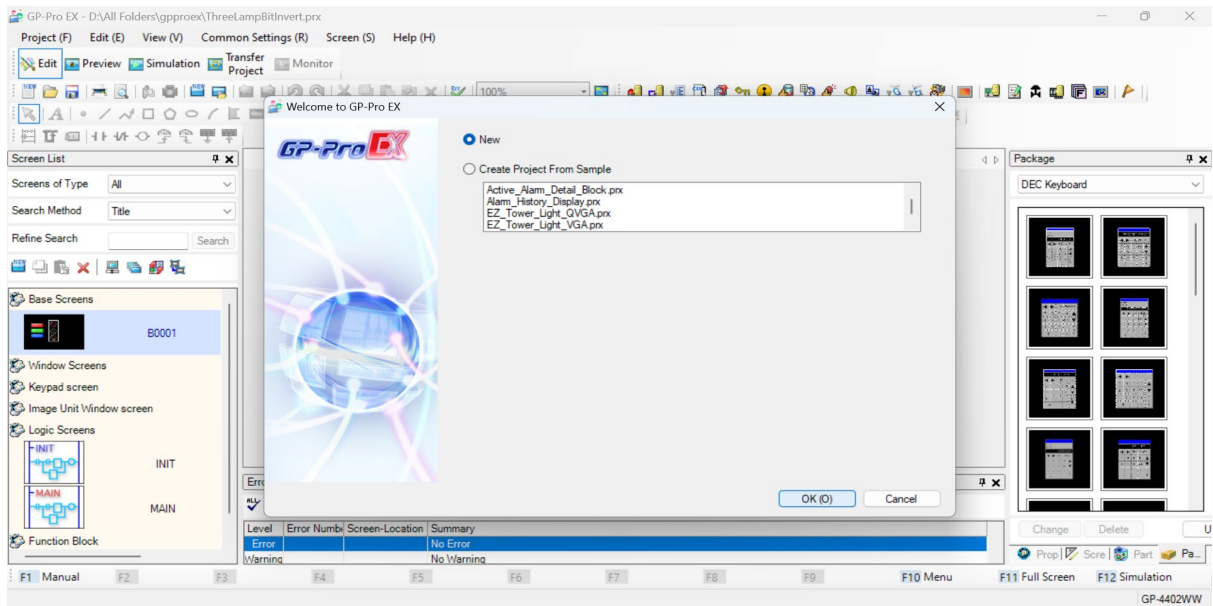 GP-Pro EX - D:\All Folders\gpproex\ThreeLampBitInvert.prx
Project (F) Edit (E) View (V) Common Settings (R) Screen (S) Help (H)
Edit Preview Simulation Transfer Project Monitor
100%
Screen List
Screens of Type All
Search Method Title
Refine Search Search
Base Screens
B0001
Window Screens
Keypad screen
Image Unit Window screen
Logic Screens
INIT
INIT
MAIN
MAIN
Function Block
Welcome to GP-Pro EX
GP-Pro EX
New
Create Project From Sample
Active_Alarm_Detail_Block.prx
Alarm_History_Display.prx
EZ_Tower_Light_QVGA.prx
EZ_Tower_Light_VGA.prx
OK (O) Cancel
Erro
ALL
Level Error Numbe Screen-Location Summary
Error No Error
Warning No Warning
Package
DEC Keyboard
Change Delete U
Prop Scre Part Pa...
F1 Manual F2 F3 F4 F5 F6 F7 F8 F9 F10 Menu F11 Full Screen F12 Simulation
GP-4402WW